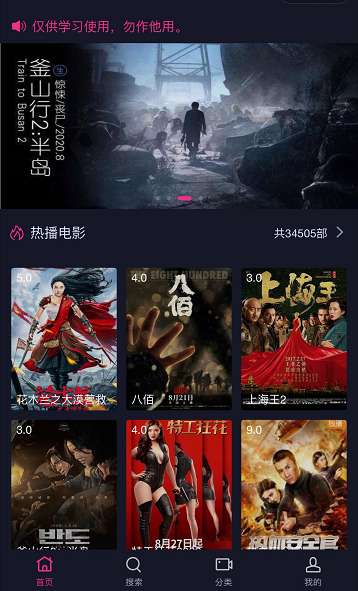 仅供学习使用，勿作他用。
釜山行2:半岛
Train to Busan 2
惊悚/丧尸/2020.8
热播电影
共34505部
5.0
花木兰之大漠营救
4.0
EIGHT HUNDRED
八佰
8月21日
八佰
3.0
上海王
上海王2
3.0
반도
4.0
特工狂花
8月27日起
9.0
首页
搜索
分类
我的